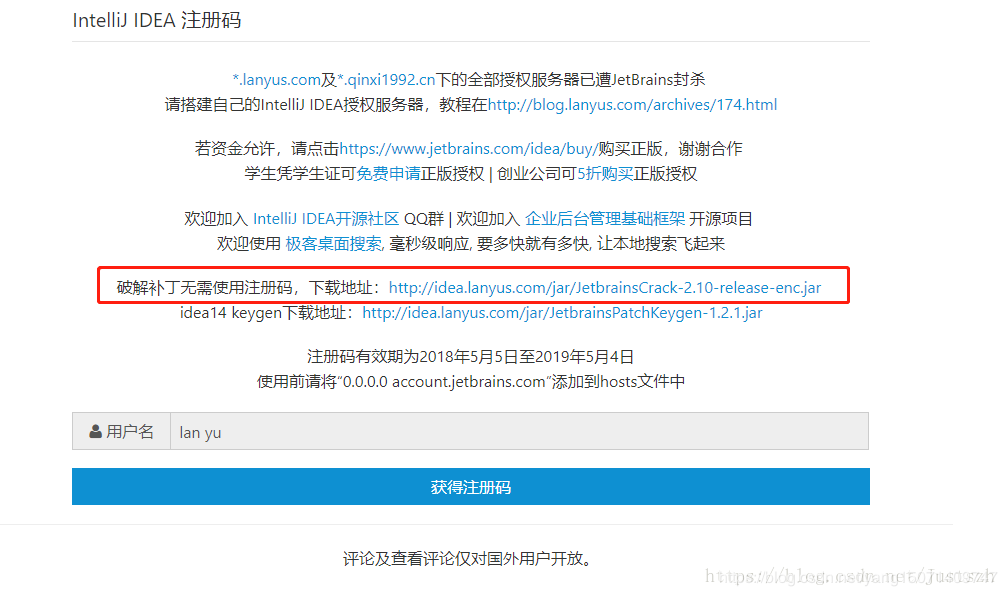 IntelliJ IDEA 注册码
*.lanyus.com及*.qinxi1992.cn下的全部授权服务器已遭JetBrains封杀
请搭建自己的IntelliJ IDEA授权服务器，教程在http://blog.lanyus.com/archives/174.html
若资金允许，请点击https://www.jetbrains.com/idea/buy/购买正版，谢谢合作
学生凭学生证可免费申请正版授权 | 创业公司可5折购买正版授权
欢迎加入 IntelliJ IDEA开源社区 QQ群 | 欢迎加入 企业后台管理基础框架 开源项目
欢迎使用 极客桌面搜索, 毫秒级响应, 要多快就有多快, 让本地搜索飞起来
破解补丁无需使用注册码，下载地址：http://idea.lanyus.com/jar/JetbrainsCrack-2.10-release-enc.jar
idea14 keygen下载地址：http://idea.lanyus.com/jar/JetbrainsPatchKeygen-1.2.1.jar
注册码有效期为2018年5月5日至2019年5月4日
使用前请将“0.0.0.0 account.jetbrains.com”添加到hosts文件中
用户名 lan yu
获得注册码
评论及查看评论仅对国外用户开放。
https://blog.csdn.net/justszh